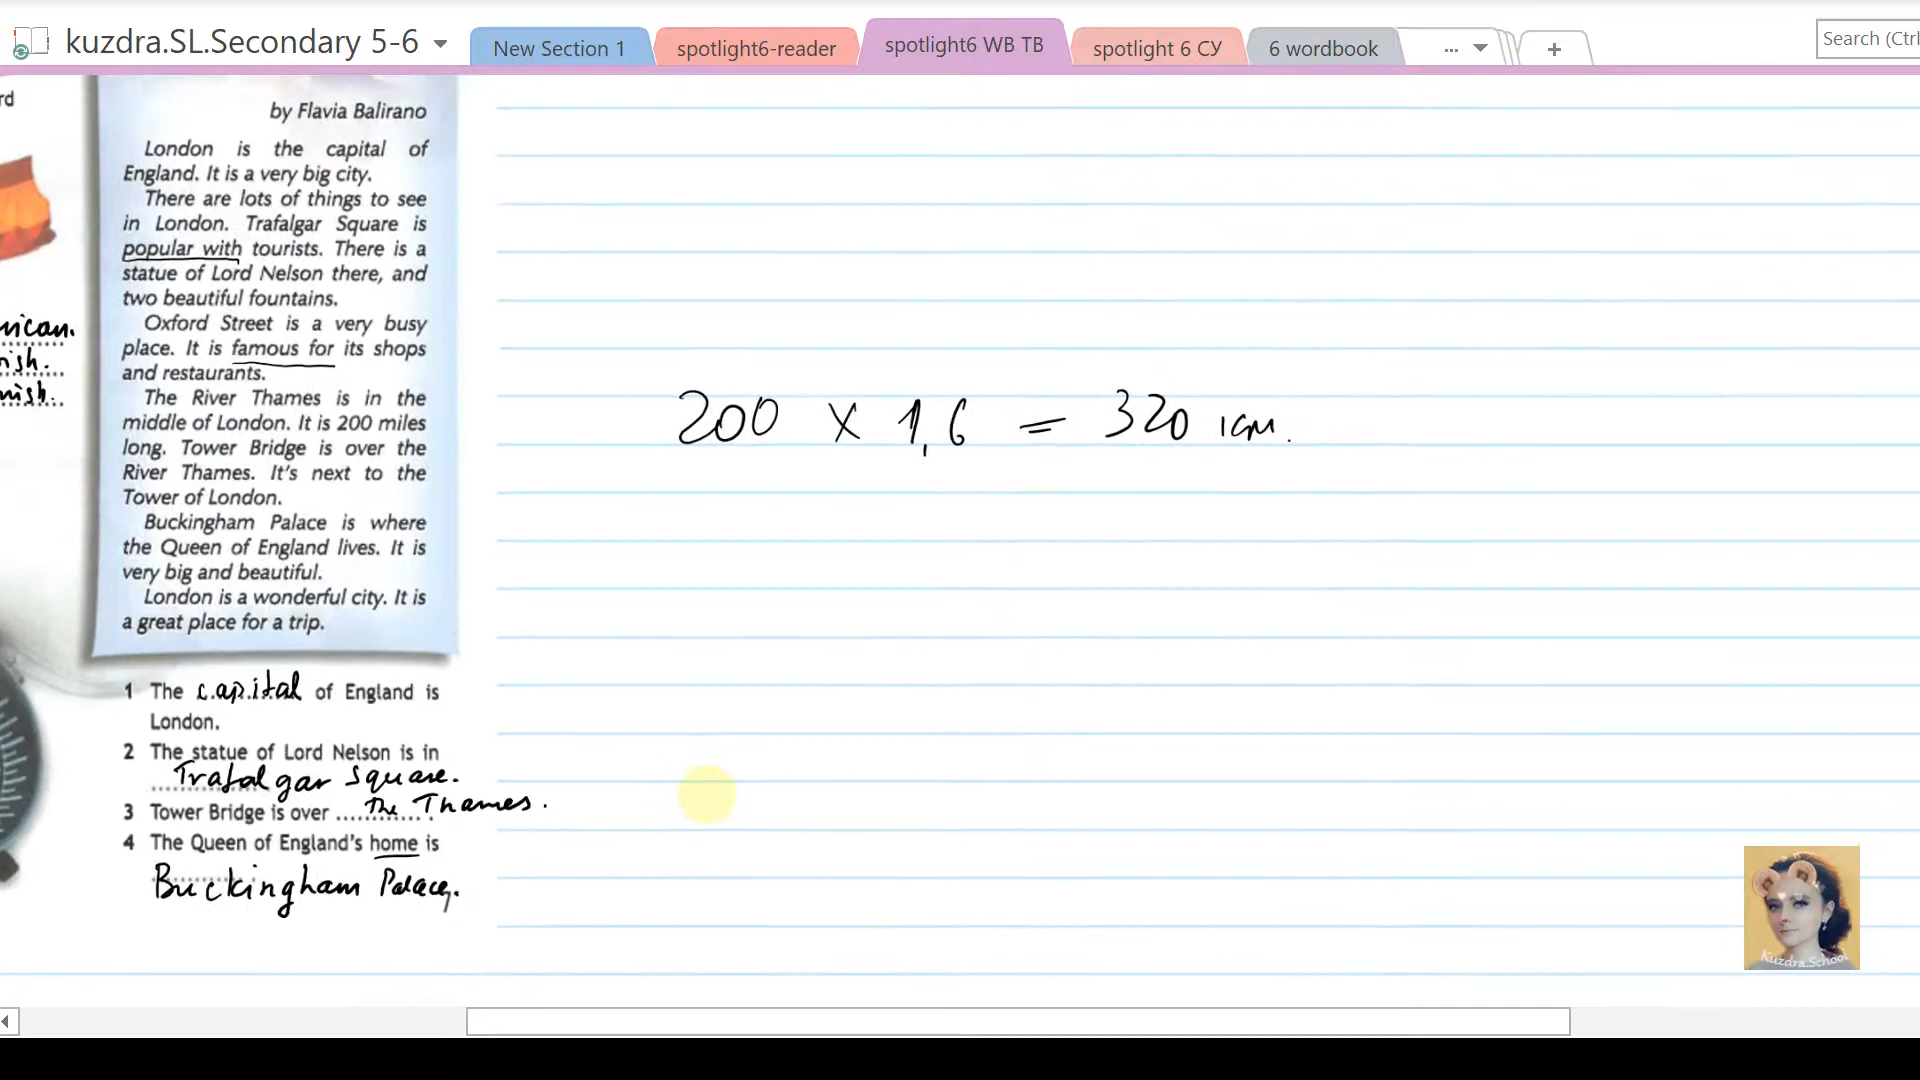 kuzdra.SL.Secondary 5-6
New Section 1
spotlight6-reader
spotlight6 WB TB
spotlight 6 СУ
6 wordbook
...
+
Search (Ctrl
rd
by Flavia Balirano
London is the capital of
England. It is a very big city.
There are lots of things to see
in London. Trafalgar Square is
popular with tourists. There is a
statue of Lord Nelson there, and
two beautiful fountains.
Oxford Street is a very busy
place. It is famous for its shops
and restaurants.
The River Thames is in the
middle of London. It is 200 miles
long. Tower Bridge is over the
River Thames. It's next to the
Tower of London.
Buckingham Palace is where
the Queen of England lives. It is
very big and beautiful.
London is a wonderful city. It is
a great place for a trip.
nican.
ish.
nish.
200 x 1,6 = 320 км.
1 The capital of England is
London.
2 The statue of Lord Nelson is in
Trafalgar Square.
3 Tower Bridge is over the Thames.
4 The Queen of England's home is
Buckingham Palace.
Kuzdra.School